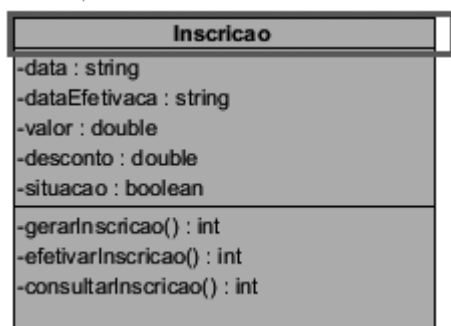 Inscricao
-data : string
-dataEfetivaca : string
-valor : double
-desconto : double
-situacao : boolean
-gerarInscricao() : int
-efetivarInscricao() : int
-consultarInscricao() : int